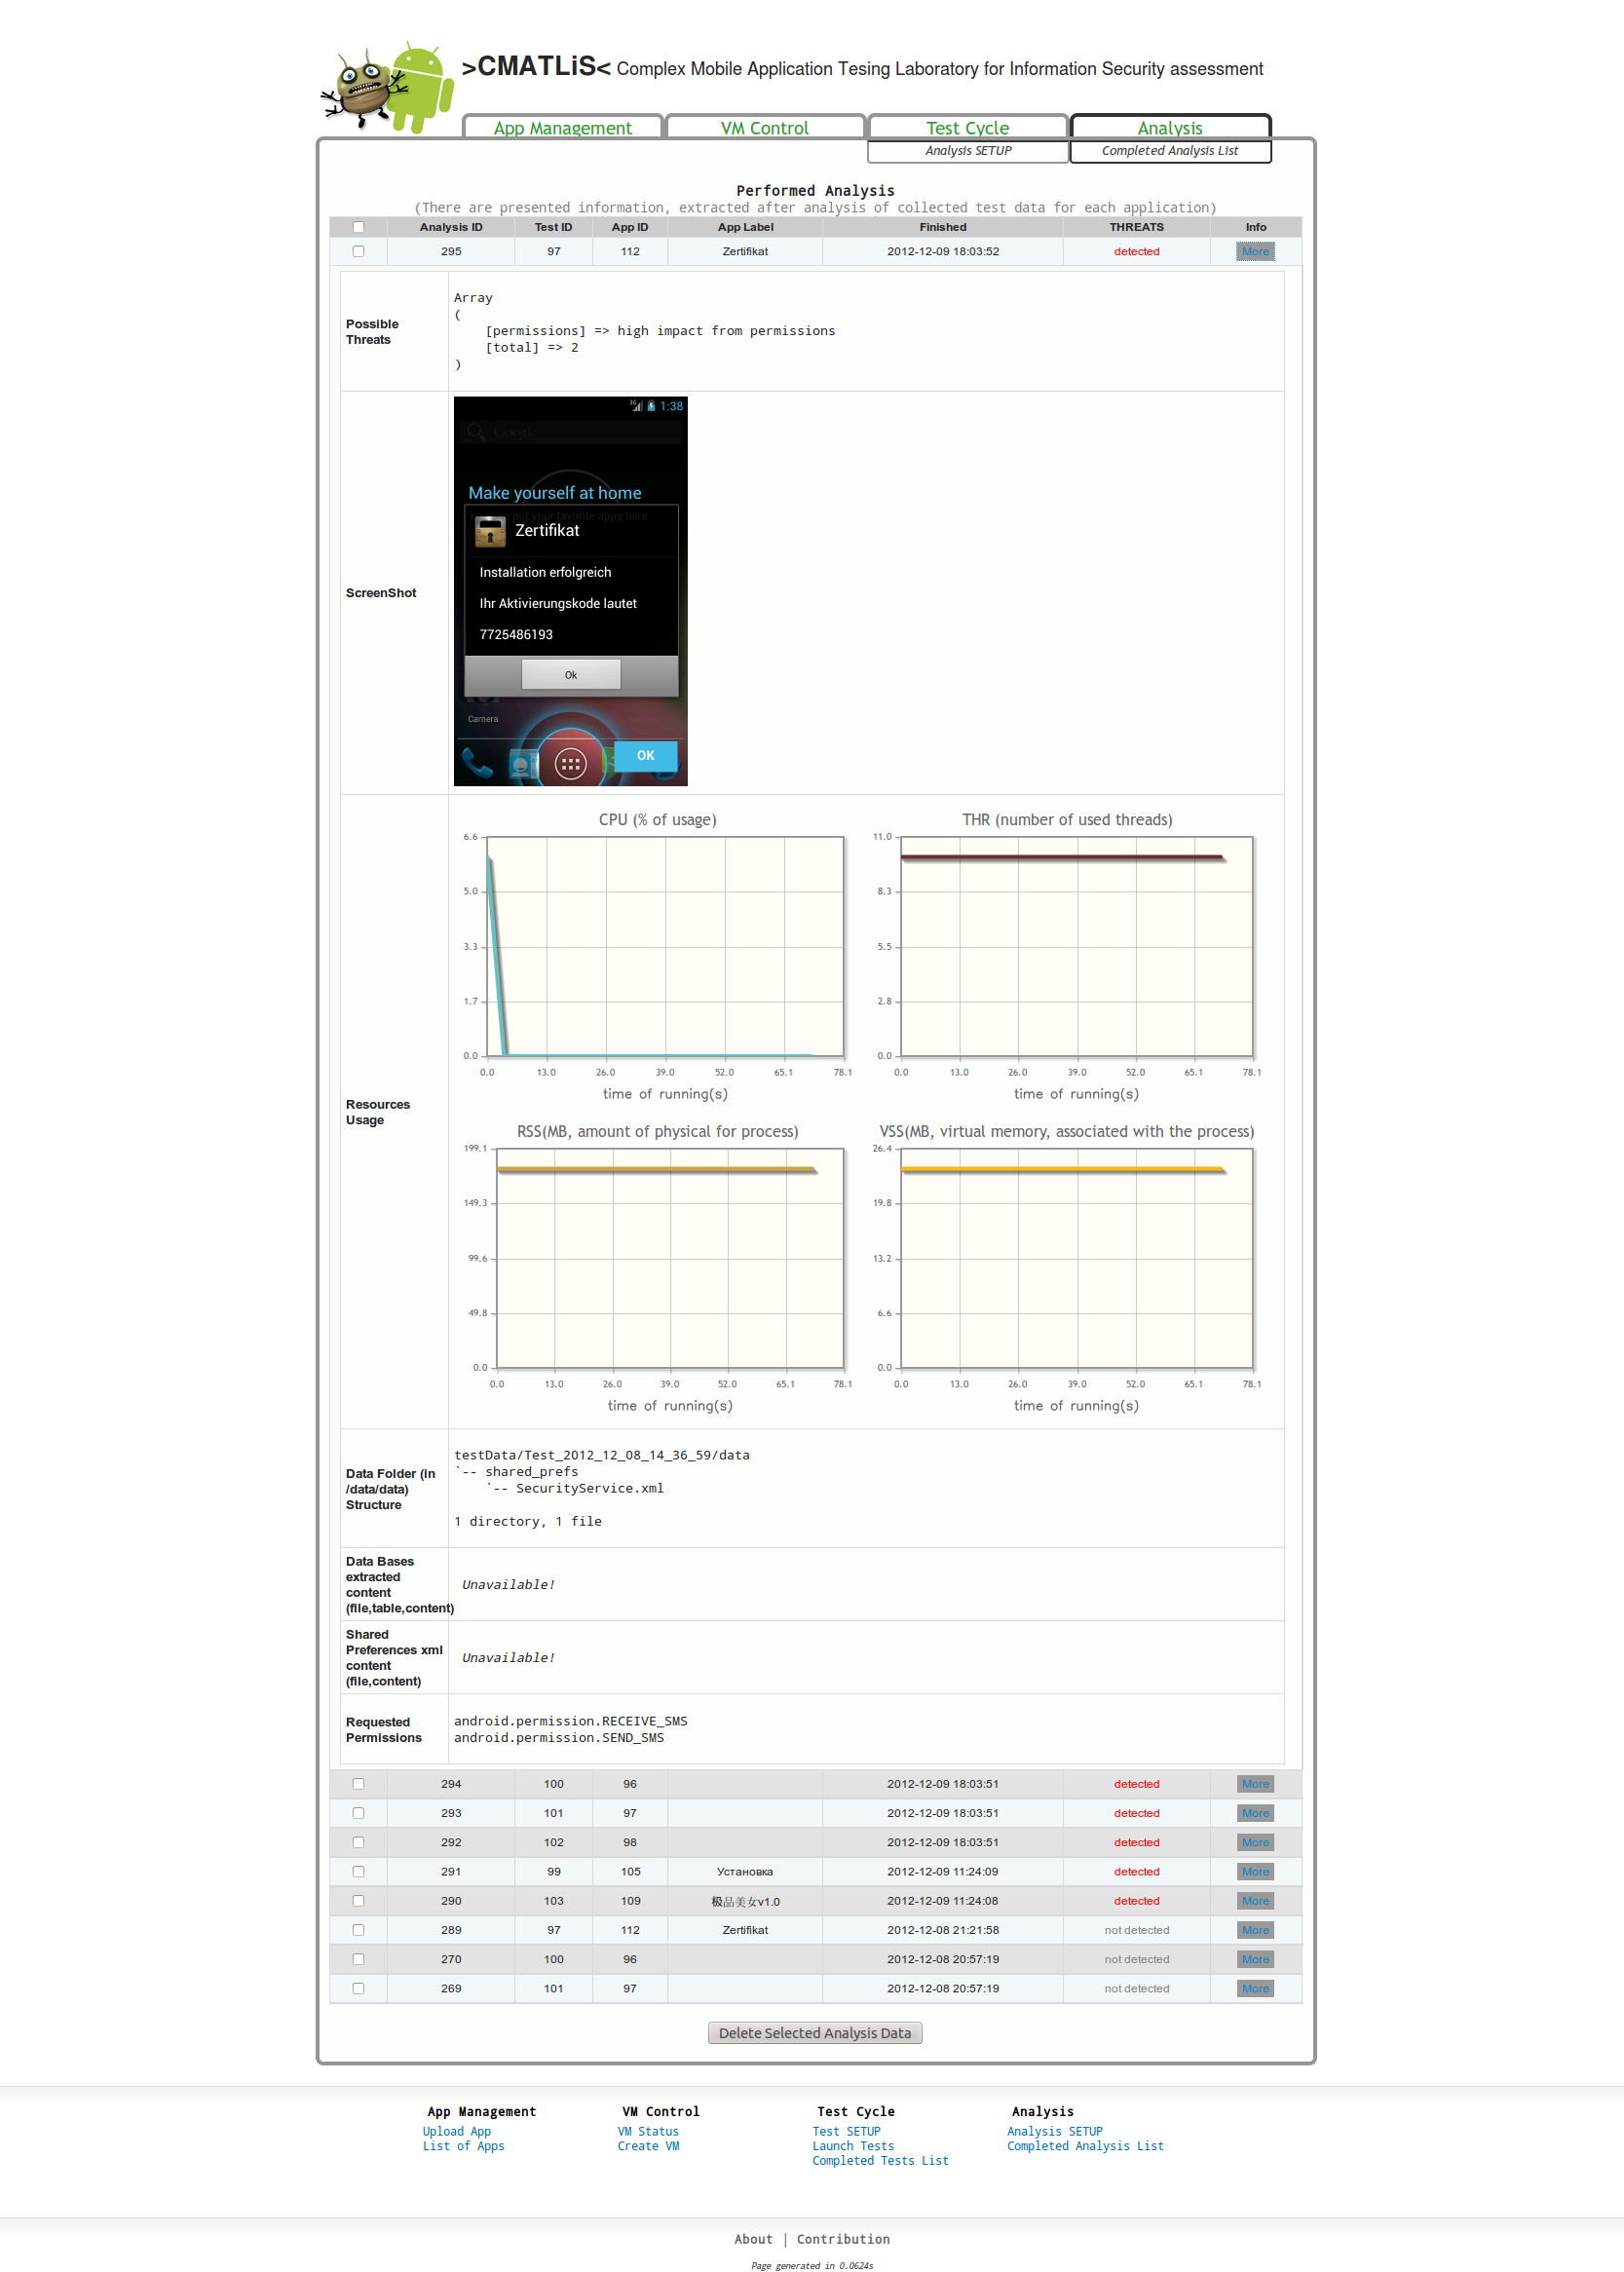 >CMATLiS< Complex Mobile Application Tesing Laboratory for Information Security assessment
App Management VM Control Test Cycle Analysis
Analysis SETUP Completed Analysis List
Performed Analysis
(There are presented information, extracted after analysis of collected test data for each application)
Analysis ID Test ID App ID App Label Finished THREATS Info
295 97 112 Zertifikat 2012-12-09 18:03:52 detected More
Possible
Threats
Array
(
[permissions] => high impact from permissions
[total] => 2
)
ScreenShot
3G 1:38
Google
Make yourself at home
put your favorite apps here.
Zertifikat
Installation erfolgreich
Ihr Aktivierungskode lautet
7725486193
Ok
Camera
OK
Resources
Usage
CPU (% of usage)
6.6
5.0
3.3
1.7
0.0
0.0 13.0 26.0 39.0 52.0 65.1 78.1
time of running(s)
THR (number of used threads)
11.0
8.3
5.5
2.8
0.0
0.0 13.0 26.0 39.0 52.0 65.1 78.1
time of running(s)
RSS(MB, amount of physical for process)
199.1
149.3
99.6
49.8
0.0
0.0 13.0 26.0 39.0 52.0 65.1 78.1
time of running(s)
VSS(MB, virtual memory, associated with the process)
26.4
19.8
13.2
6.6
0.0
0.0 13.0 26.0 39.0 52.0 65.1 78.1
time of running(s)
Data Folder (in
/data/data)
Structure
testData/Test_2012_12_08_14_36_59/data
`-- shared_prefs
`-- SecurityService.xml
1 directory, 1 file
Data Bases
extracted
content
(file,table,content)
Unavailable!
Shared
Preferences xml
content
(file,content)
Unavailable!
Requested
Permissions
android.permission.RECEIVE_SMS
android.permission.SEND_SMS
294 100 96 2012-12-09 18:03:51 detected More
293 101 97 2012-12-09 18:03:51 detected More
292 102 98 2012-12-09 18:03:51 detected More
291 99 105 Установка 2012-12-09 11:24:09 detected More
290 103 109 极品美女v1.0 2012-12-09 11:24:08 detected More
289 97 112 Zertifikat 2012-12-08 21:21:58 not detected More
270 100 96 2012-12-08 20:57:19 not detected More
269 101 97 2012-12-08 20:57:19 not detected More
Delete Selected Analysis Data
App Management VM Control Test Cycle Analysis
Upload App VM Status Test SETUP Analysis SETUP
List of Apps Create VM Launch Tests Completed Analysis List
Completed Tests List
About | Contribution
Page generated in 0.0624s